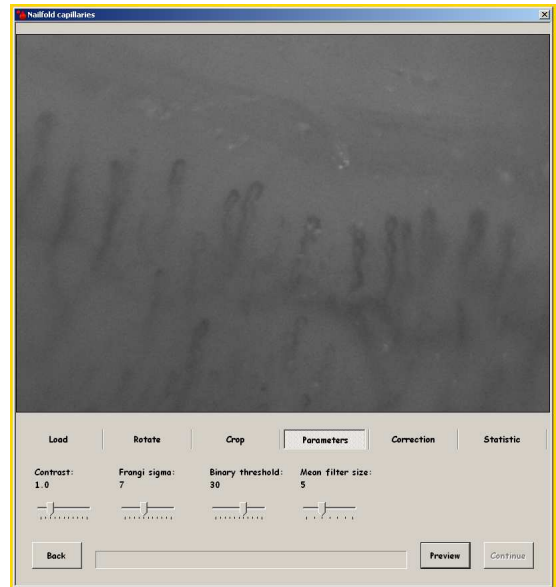 Nailfold capillaries
Load Rotate Crop Parameters Correction Statistic
Contrast: Frangi sigma: Binary threshold: Mean filter size:
1.0 7 30 5
Back Preview Continue